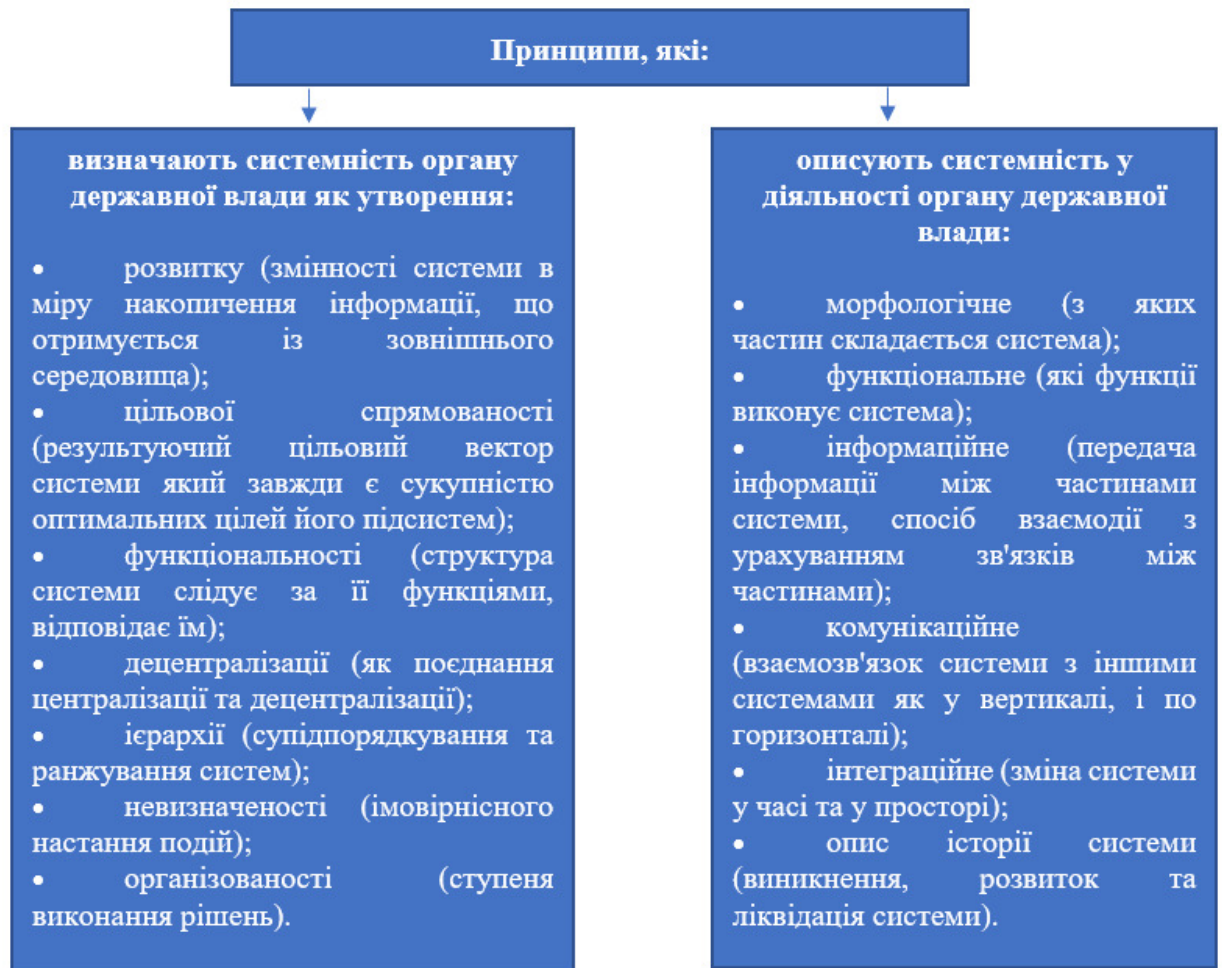 Принципи, які:
визначають системність органу
державної влади як утворення:
• розвитку (змінності системи в
міру накопичення інформації, що
отримується із зовнішнього
середовища);
• цільової спрямованості
(результуючий цільовий вектор
системи який завжди є сукупністю
оптимальних цілей його підсистем);
• функціональності (структура
системи слідує за її функціями,
відповідає їм);
• децентралізації (як поєднання
централізації та децентралізації);
• ієрархії (супідпорядкування та
ранжування систем);
• невизначеності (імовірнісного
настання подій);
• організованості (ступеня
виконання рішень).
описують системність у
діяльності органу державної
влади:
• морфологічне (з яких
частин складається система);
• функціональне (які функції
виконує система);
• інформаційне (передача
інформації між частинами
системи, спосіб взаємодії з
урахуванням зв'язків між
частинами);
• комунікаційне
(взаємозв'язок системи з іншими
системами як у вертикалі, і по
горизонталі);
• інтеграційне (зміна системи
у часі та у просторі);
• опис історії системи
(виникнення, розвиток та
ліквідація системи).